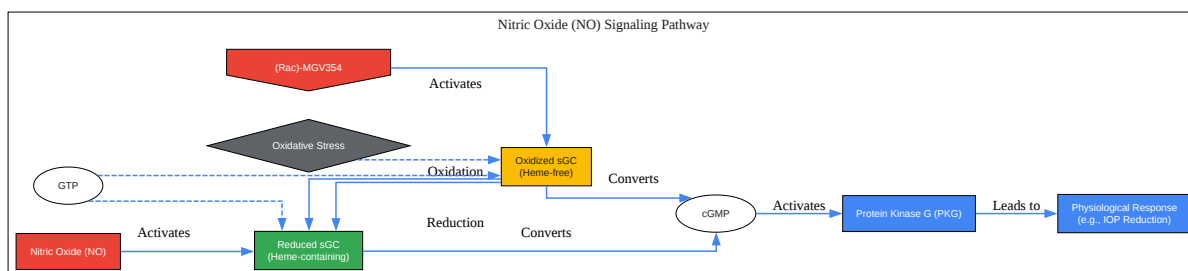 Nitric Oxide (NO) Signaling Pathway
(Rac)-MGV354
Activates
Oxidative Stress
Oxidized sGC
(Heme-free)
Oxidation
GTP
Converts
cGMP
Activates
Protein Kinase G (PKG)
Leads to
Physiological Response
(e.g., IOP Reduction)
Reduction
Nitric Oxide (NO)
Activates
Reduced sGC
(Heme-containing)
Converts